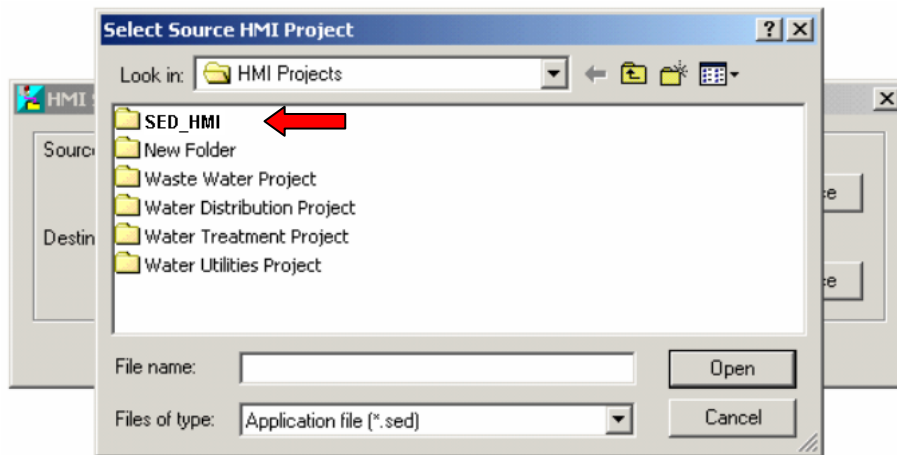 Select Source HMI Project
Look in: HMI Projects
HMI
SED_HMI
New Folder
Waste Water Project
Water Distribution Project
Water Treatment Project
Water Utilities Project
File name:
Open
Files of type: Application file (*.sed)
Cancel